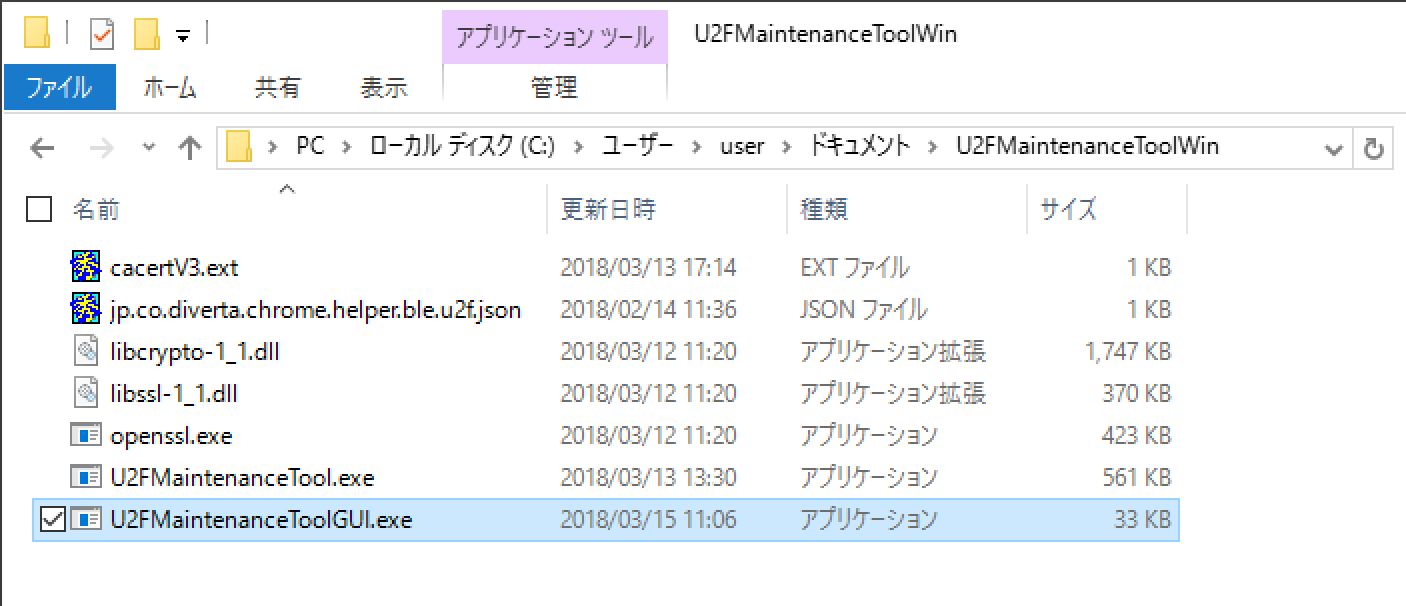 アプリケーション ツール U2FMaintenanceToolWin
ファイル ホーム 共有 表示 管理
PC ローカル ディスク (C:) ユーザー user ドキュメント U2FMaintenanceToolWin
名前 更新日時 種類 サイズ
cacertV3.ext 2018/03/13 17:14 EXT ファイル 1 KB
jp.co.diverta.chrome.helper.ble.u2f.json 2018/02/14 11:36 JSON ファイル 1 KB
libcrypto-1_1.dll 2018/03/12 11:20 アプリケーション拡張 1,747 KB
libssl-1_1.dll 2018/03/12 11:20 アプリケーション拡張 370 KB
openssl.exe 2018/03/12 11:20 アプリケーション 423 KB
U2FMaintenanceTool.exe 2018/03/13 13:30 アプリケーション 561 KB
U2FMaintenanceToolGUI.exe 2018/03/15 11:06 アプリケーション 33 KB